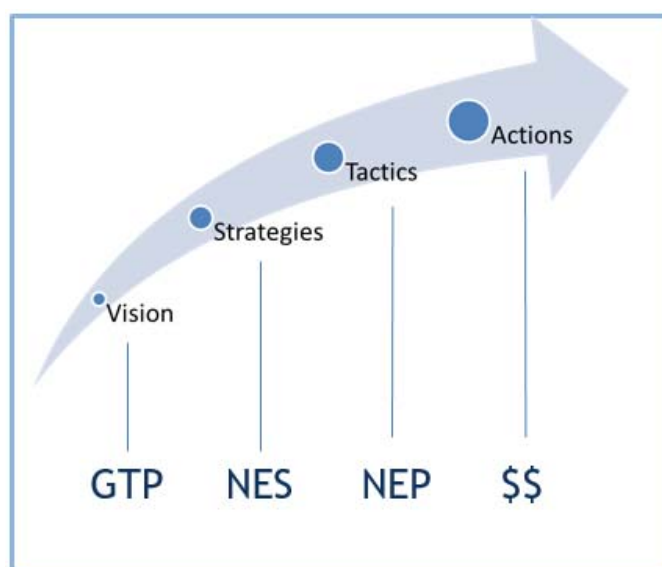 Actions
Tactics
Strategies
Vision
GTP NES NEP $$